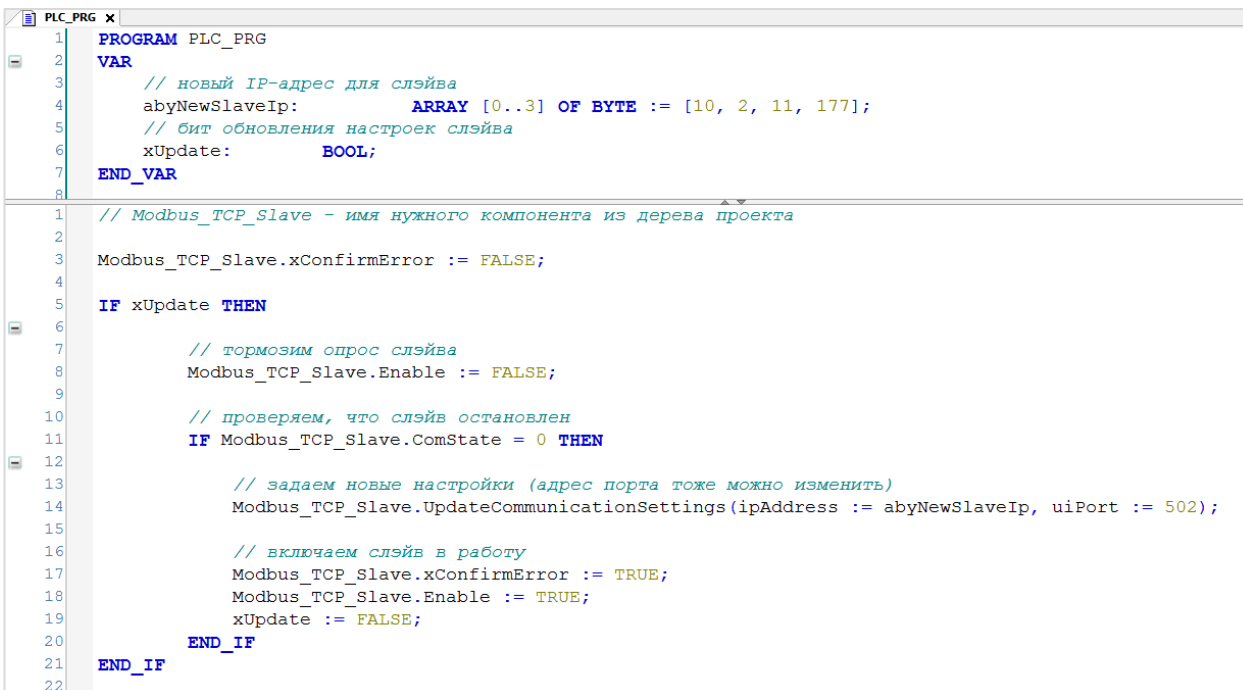 PLC_PRG
1 PROGRAM PLC_PRG
2 VAR
3 // новый IP-адрес для слэйва
4 abyNewSlaveIp: ARRAY [0..3] OF BYTE := [10, 2, 11, 177];
5 // бит обновления настроек слэйва
6 xUpdate: BOOL;
7 END_VAR
8
1 // Modbus_TCP_Slave - имя нужного компонента из дерева проекта
2
3 Modbus_TCP_Slave.xConfirmError := FALSE;
4
5 IF xUpdate THEN
6
7 // тормозим опрос слэйва
8 Modbus_TCP_Slave.Enable := FALSE;
9
10 // проверяем, что слэйв остановлен
11 IF Modbus_TCP_Slave.ComState = 0 THEN
12
13 // задаем новые настройки (адрес порта тоже можно изменить)
14 Modbus_TCP_Slave.UpdateCommunicationSettings(ipAddress := abyNewSlaveIp, uiPort := 502);
15
16 // включаем слэйв в работу
17 Modbus_TCP_Slave.xConfirmError := TRUE;
18 Modbus_TCP_Slave.Enable := TRUE;
19 xUpdate := FALSE;
20 END_IF
21 END_IF
22